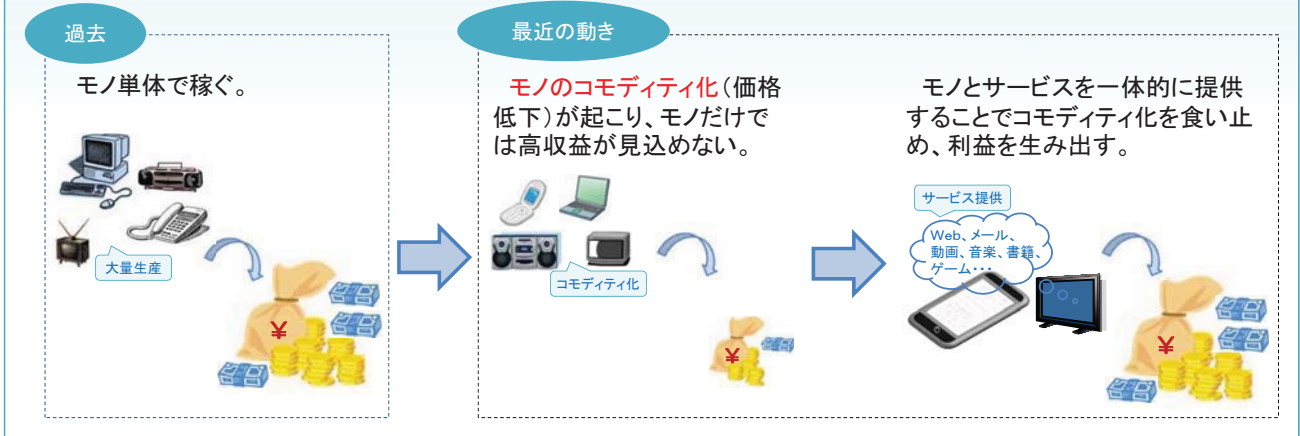 過去
モノ単体で稼ぐ。
大量生産
¥
最近の動き
モノのコモディティ化(価格
低下)が起こり、モノだけで
は高収益が見込めない。
コモディティ化
¥
モノとサービスを一体的に提供
することでコモディティ化を食い止
め、利益を生み出す。
サービス提供
Web、メール、
動画、音楽、書籍、
ゲーム・・・
¥